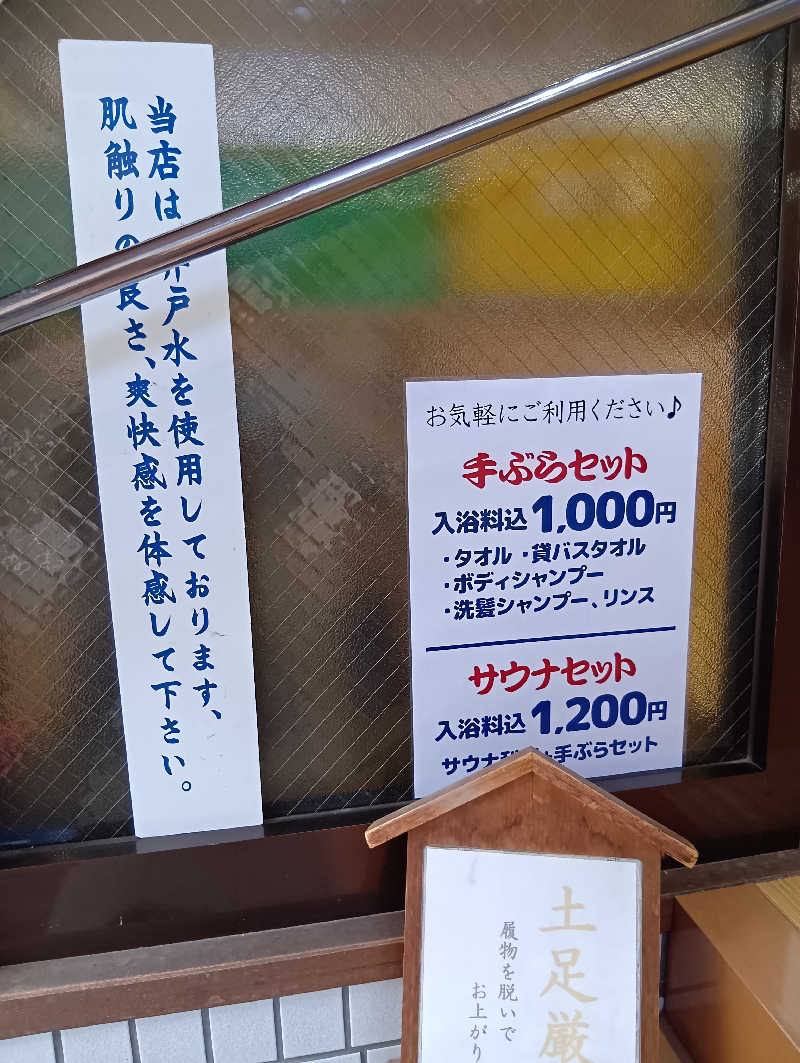 当店は井戸水を使用しております、
肌触りの良さ、爽快感を体感して下さい。
お気軽にご利用ください♪
手ぶらセット
入浴料込1,000円
・タオル ・貸バスタオル
・ボディシャンプー
・洗髪シャンプー、リンス
サウナセット
入浴料込1,200円
サウナ 手ぶらセット
土足厳
履物を脱いで
お上がり